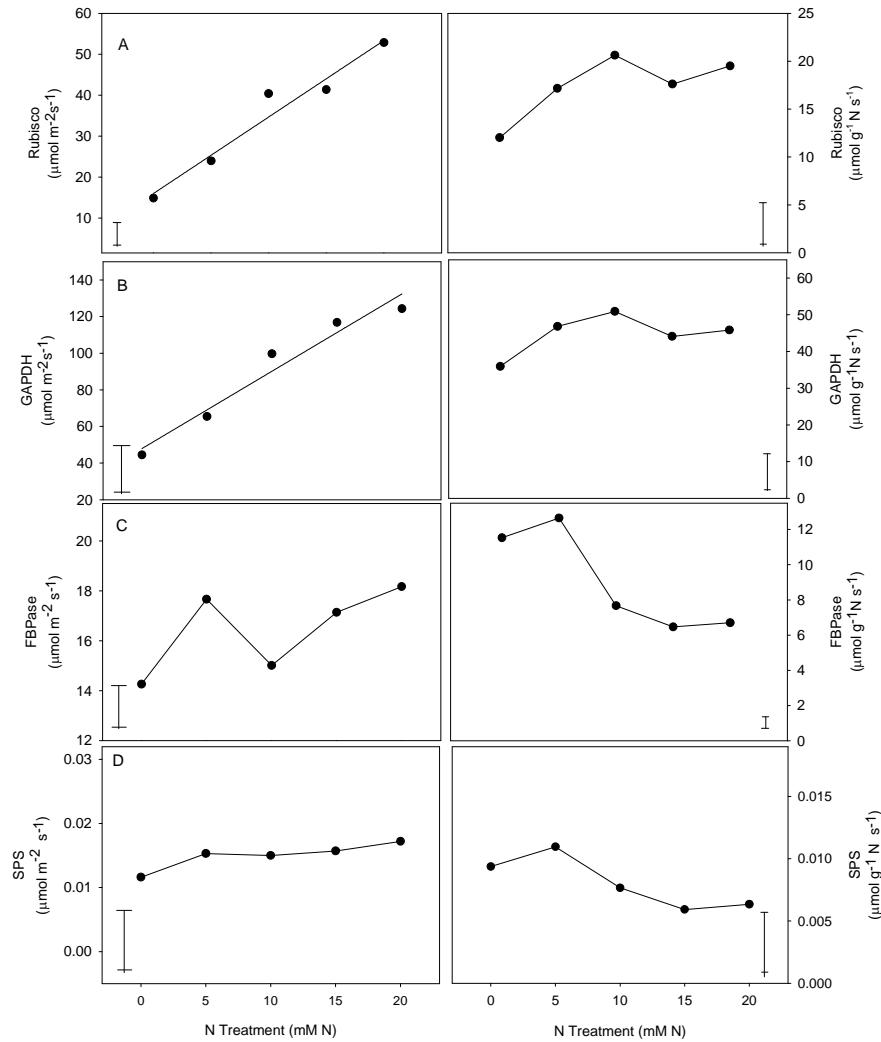 A
Rubisco
(µmol m-2s-1)
60
50
40
30
20
10
25
20
15
10
5
0
Rubisco
(µmol g-1 N s-1)
B
GAPDH
(µmol m-2s-1)
140
120
100
80
60
40
20
60
50
40
30
20
10
0
GAPDH
(µmol g-1N s-1)
C
FBPase
(µmol m-2 s-1)
20
18
16
14
12
12
10
8
6
4
2
0
FBPase
(µmol g-1N s-1)
D
SPS
(µmol m-2 s-1)
0.03
0.02
0.01
0.00
0.015
0.010
0.005
0.000
SPS
(µmol g-1 N s-1)
0 5 10 15 20
0 5 10 15 20
N Treatment (mM N)
N Treatment (mM N)